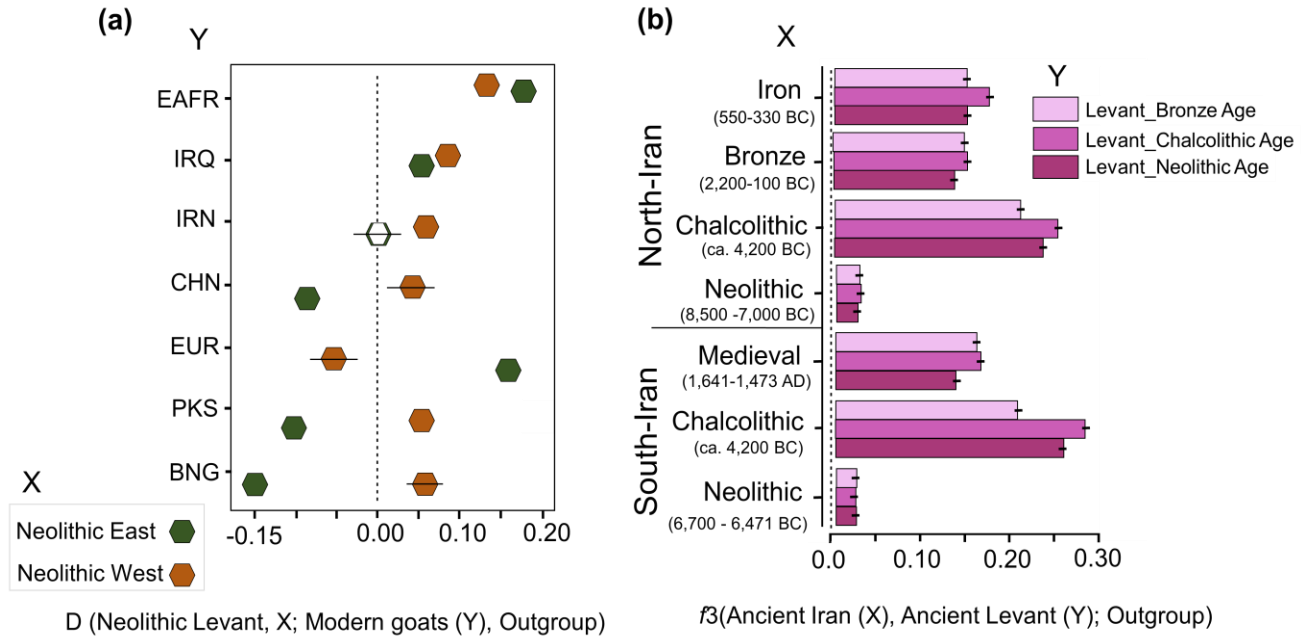 (a)
Y
EAFR
IRQ
IRN
CHN
EUR
PKS
BNG
X
Neolithic East
Neolithic West
-0.15
0.00
0.10
0.20
D (Neolithic Levant, X; Modern goats (Y), Outgroup)
(b)
X
Y
Levant_Bronze Age
Levant_Chalcolithic Age
Levant_Neolithic Age
North-Iran
Iron
(550-330 BC)
Bronze
(2,200-100 BC)
Chalcolithic
(ca. 4,200 BC)
Neolithic
(8,500 -7,000 BC)
South-Iran
Medieval
(1,641-1,473 AD)
Chalcolithic
(ca. 4,200 BC)
Neolithic
(6,700 - 6,471 BC)
0.0
0.10
0.20
0.30
f3(Ancient Iran (X), Ancient Levant (Y); Outgroup)